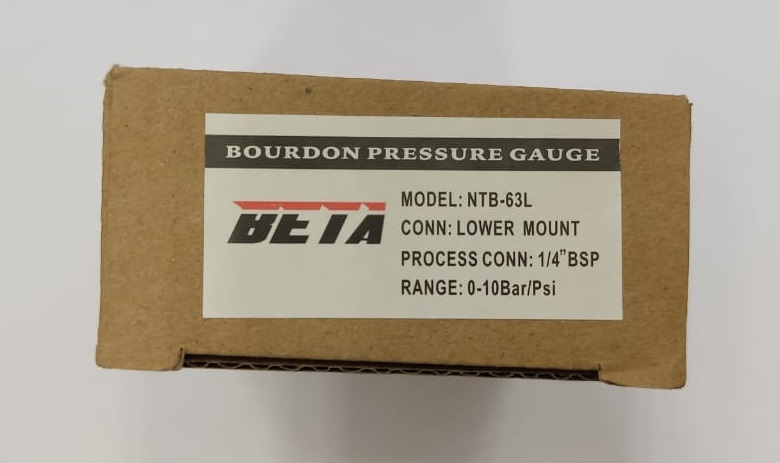 BOURDON PRESSURE GAUGE
BETA
MODEL: NTB-63L
CONN: LOWER MOUNT
PROCESS CONN: 1/4”BSP
RANGE: 0-10Bar/Psi